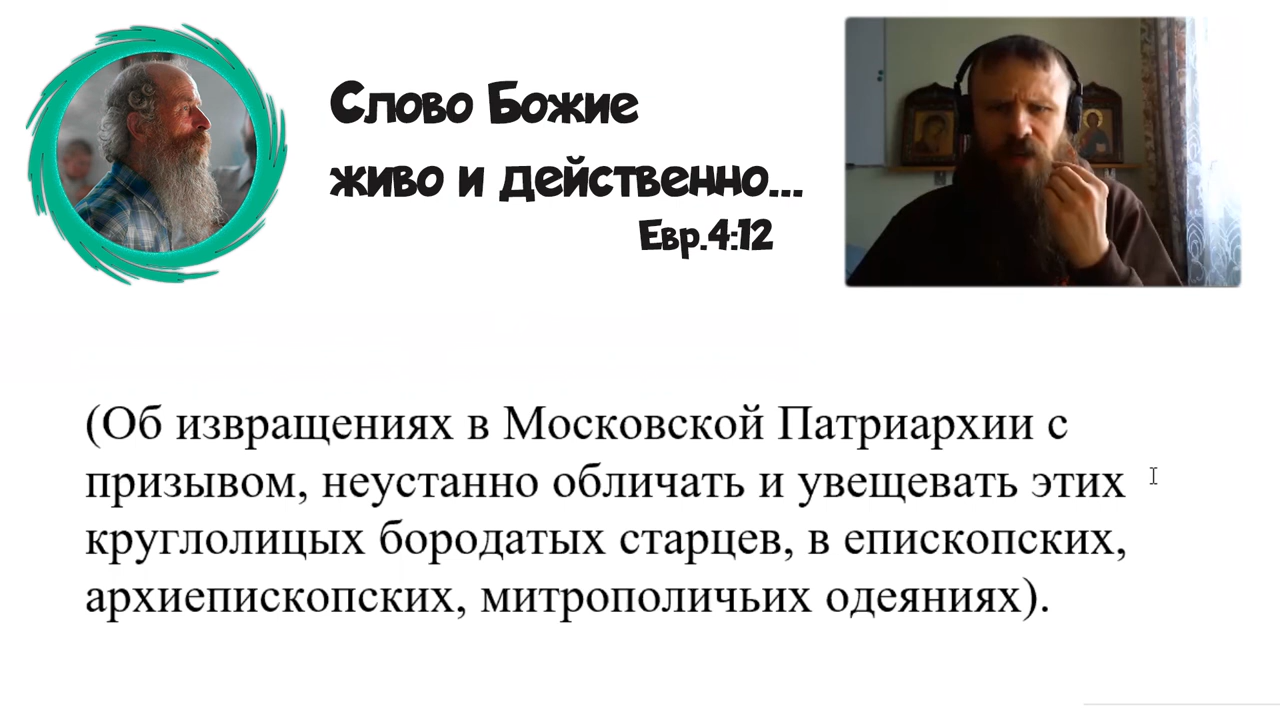 Слово Божие
живо и действенно...
Евр.4:12
(Об извращениях в Московской Патриархии с
призывом, неустанно обличать и увещевать этих
круглолицых бородатых старцев, в епископских,
архиепископских, митрополичьих одеяниях).